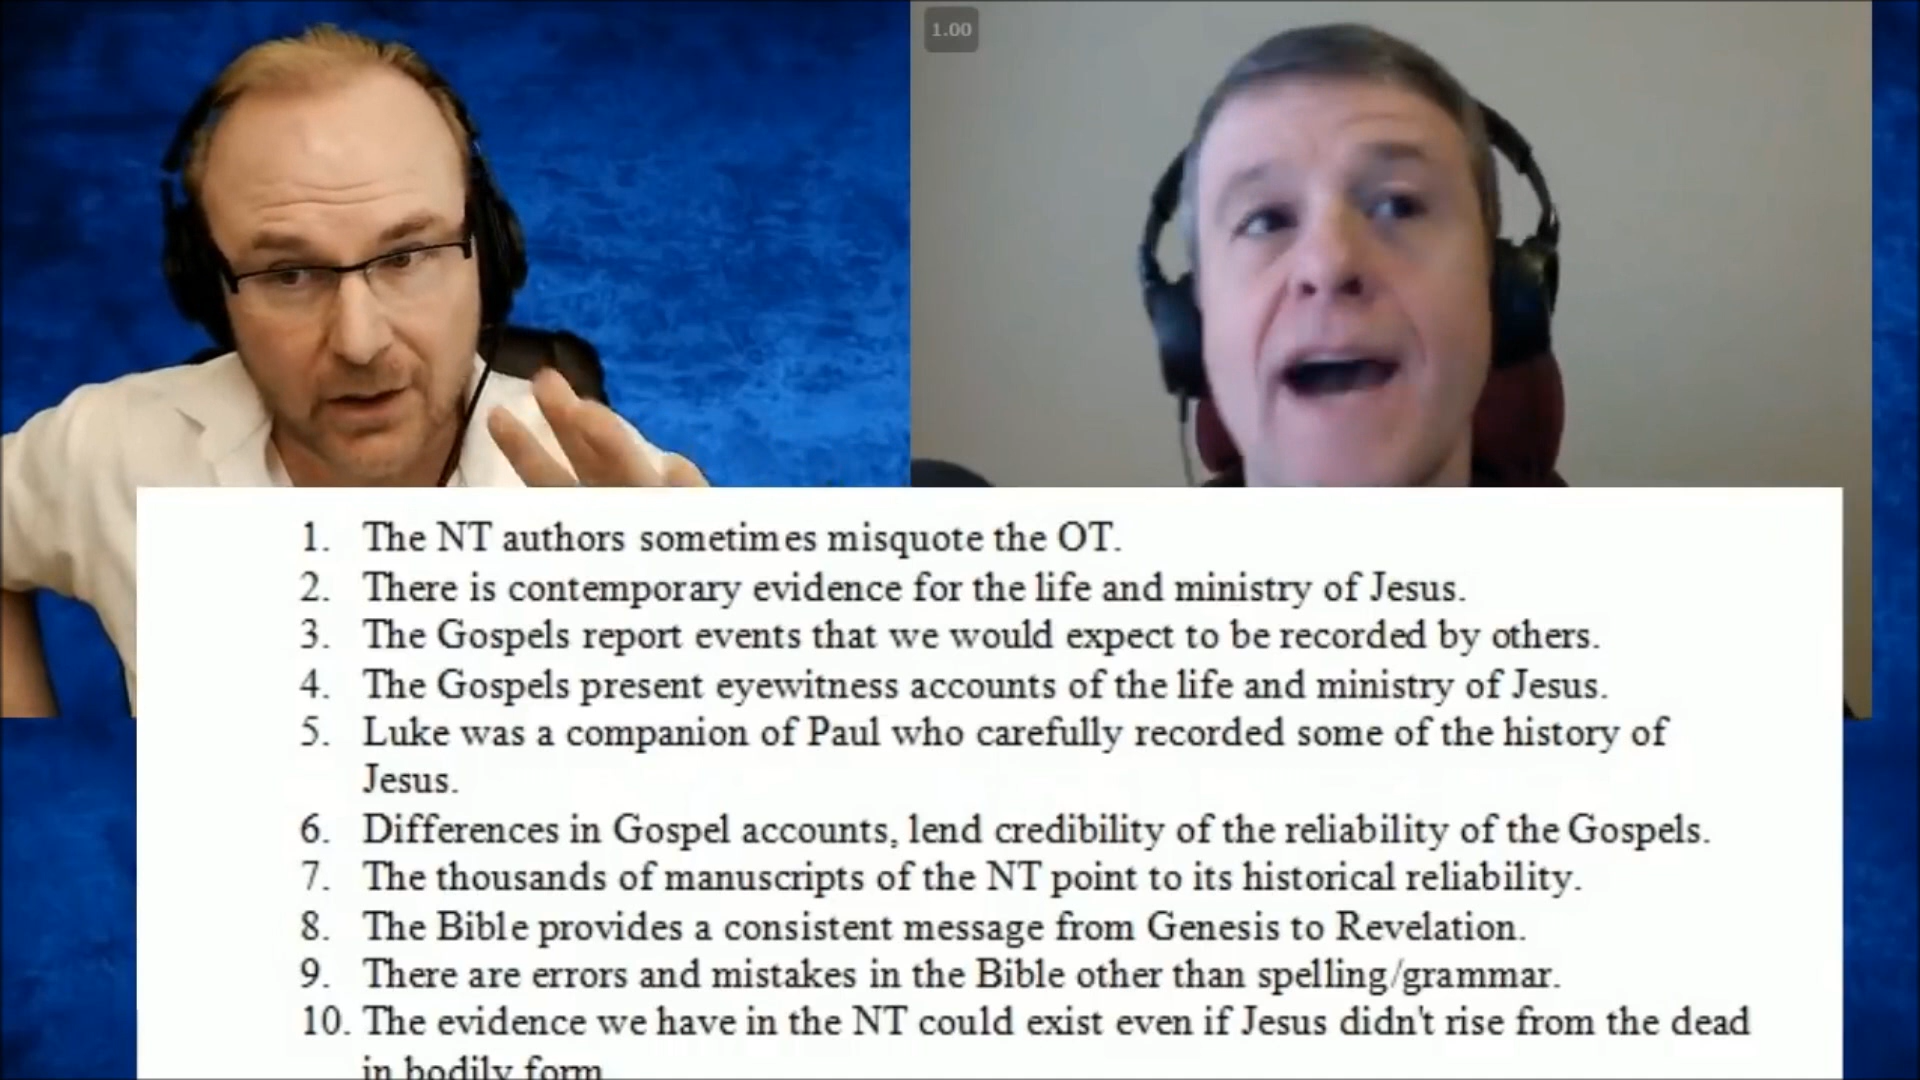 1.00
1. The NT authors sometimes misquote the OT.
2. There is contemporary evidence for the life and ministry of Jesus.
3. The Gospels report events that we would expect to be recorded by others.
4. The Gospels present eyewitness accounts of the life and ministry of Jesus.
5. Luke was a companion of Paul who carefully recorded some of the history of
Jesus.
6. Differences in Gospel accounts, lend credibility of the reliability of the Gospels.
7. The thousands of manuscripts of the NT point to its historical reliability.
8. The Bible provides a consistent message from Genesis to Revelation.
9. There are errors and mistakes in the Bible other than spelling/grammar.
10. The evidence we have in the NT could exist even if Jesus didn't rise from the dead
in bodily form